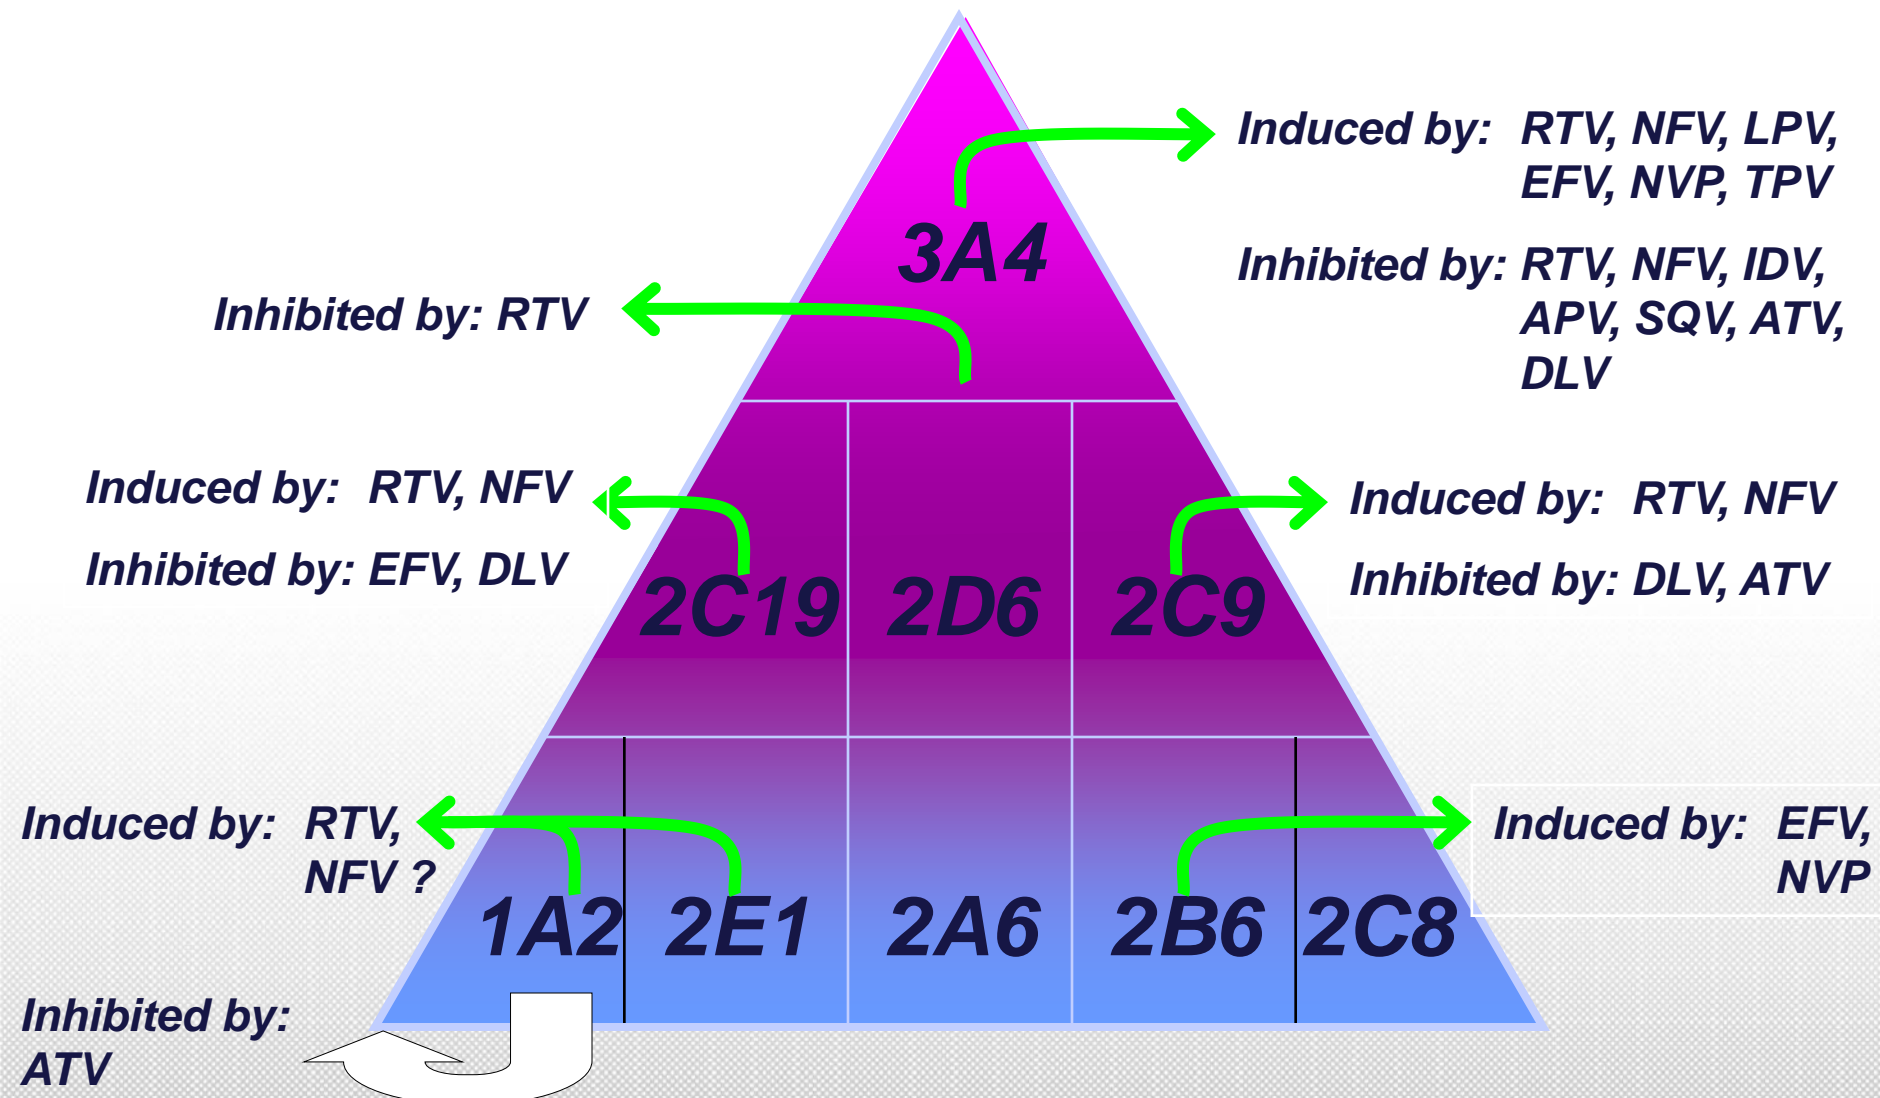 Induced by: RTV, NFV, LPV,
EFV, NVP, TPV
3A4
Inhibited by: RTV, NFV, IDV,
APV, SQV, ATV,
DLV
Inhibited by: RTV
Induced by: RTV, NFV
Inhibited by: EFV, DLV
Induced by: RTV, NFV
Inhibited by: DLV, ATV
2C19 2D6 2C9
Induced by: RTV,
NFV ?
Induced by: EFV,
NVP
1A2 2E1 2A6 2B6 2C8
Inhibited by:
ATV